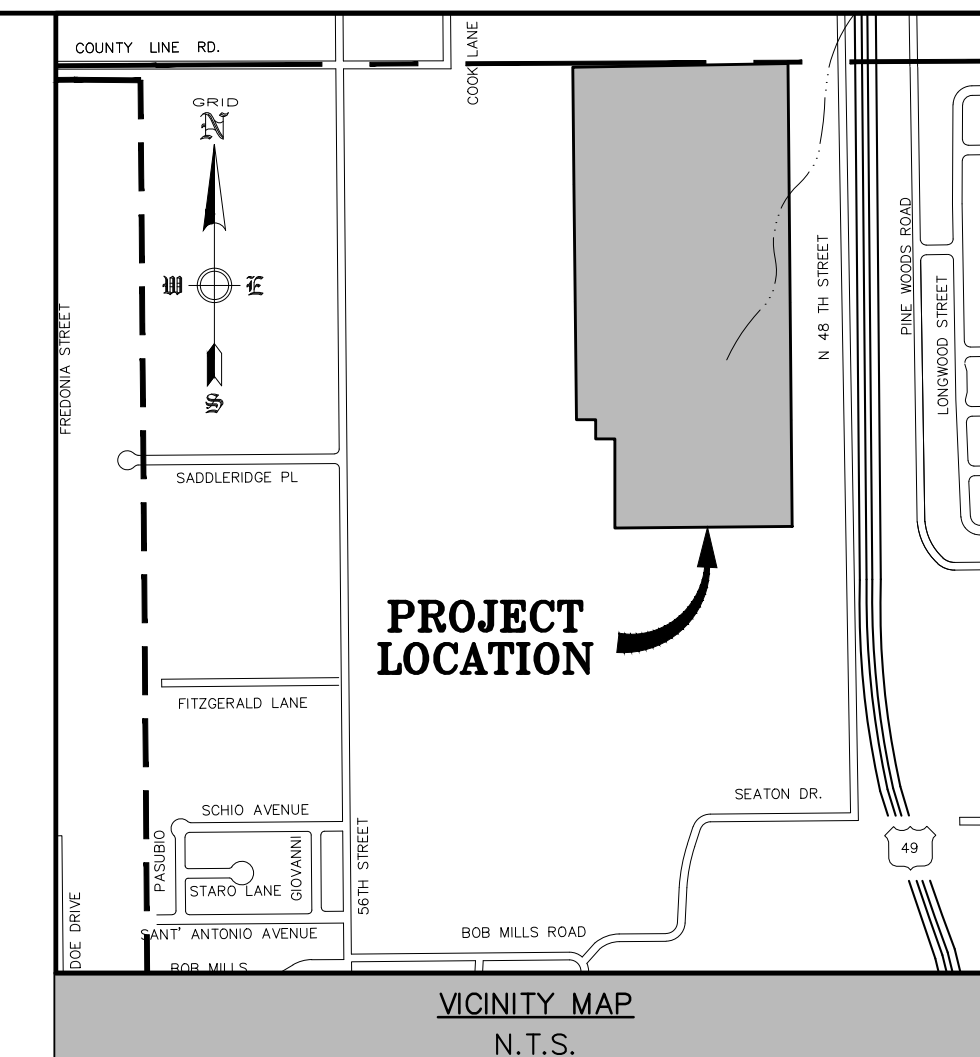 COUNTY LINE RD.
COOK LANE
GRID
N
W E
S
FREDONIA STREET
N 48 TH STREET
PINE WOODS ROAD
LONGWOOD STREET
SADDLERIDGE PL
PROJECT
LOCATION
FITZGERALD LANE
SEATON DR.
SCHIO AVENUE
PASUBIO
GIOVANNI
STARO LANE
56TH STREET
49
DOE DRIVE
SANT' ANTONIO AVENUE
BOB MILLS ROAD
BOB MILLS
VICINITY MAP
N.T.S.